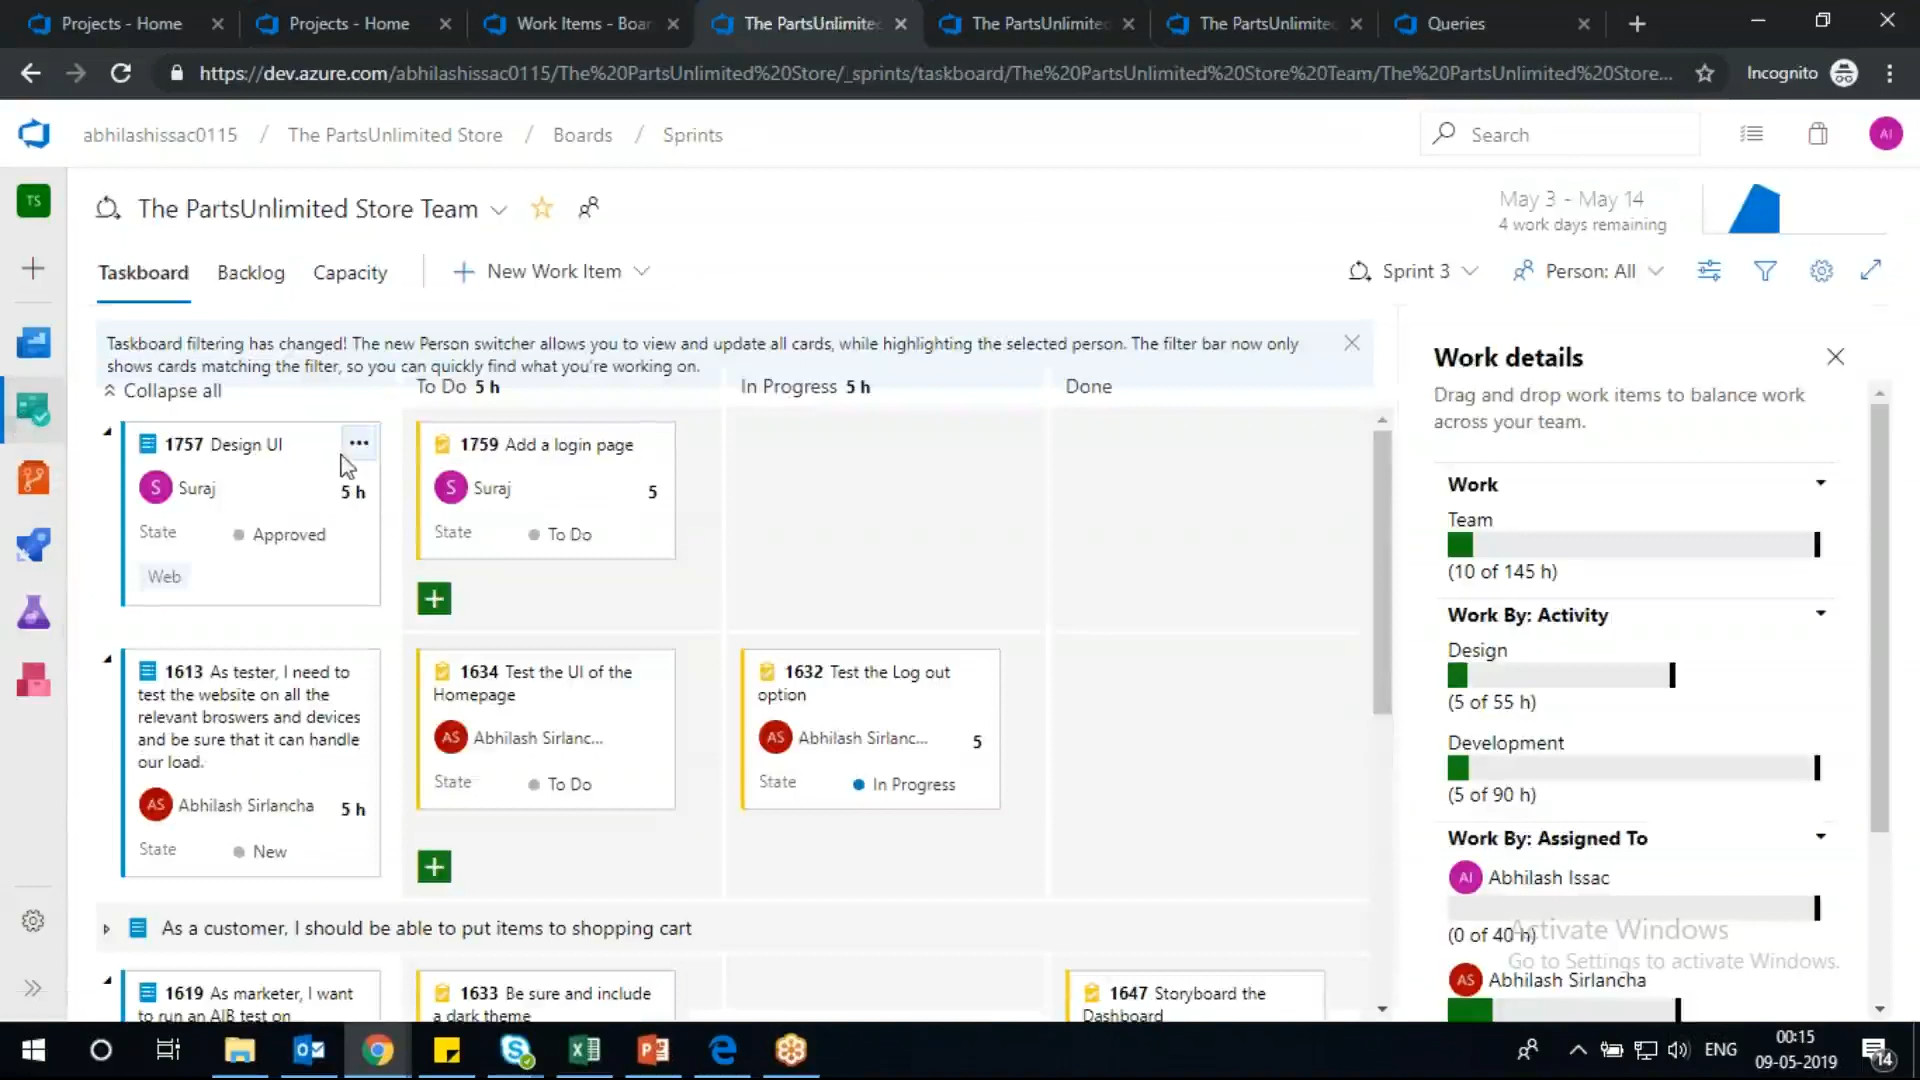 Projects - Home
Projects - Home
Work Items - Boar
The PartsUnlimited
The PartsUnlimited
The PartsUnlimited
Queries
https://dev.azure.com/abhilashissac0115/The%20PartsUnlimited%20Store/_sprints/taskboard/The%20PartsUnlimited%20Store%20Team/The%20PartsUnlimited%20Store...
Incognito
abhilashissac0115 / The PartsUnlimited Store / Boards / Sprints
Search
AI
TS
The PartsUnlimited Store Team
May 3 - May 14
4 work days remaining
Taskboard
Backlog
Capacity
New Work Item
Sprint 3
Person: All
Taskboard filtering has changed! The new Person switcher allows you to view and update all cards, while highlighting the selected person. The filter bar now only
shows cards matching the filter, so you can quickly find what you're working on.
Collapse all
To Do 5 h
In Progress 5 h
Done
1757 Design UI
S Suraj
5 h
State
Approved
Web
1759 Add a login page
S Suraj
5
State
To Do
1613 As tester, I need to
test the website on all the
relevant broswers and devices
and be sure that it can handle
our load.
AS Abhilash Sirlancha
5 h
State
New
1634 Test the UI of the
Homepage
AS Abhilash Sirlanc...
State
To Do
1632 Test the Log out
option
AS Abhilash Sirlanc...
5
State
In Progress
As a customer, I should be able to put items to shopping cart
1619 As marketer, I want
to run an A|B test on
1633 Be sure and include
a dark theme
1647 Storyboard the
Dashboard
Work details
Drag and drop work items to balance work
across your team.
Work
Team
(10 of 145 h)
Work By: Activity
Design
(5 of 55 h)
Development
(5 of 90 h)
Work By: Assigned To
AI Abhilash Issac
(0 of 40 h)
AS Abhilash Sirlancha
Activate Windows
Go to Settings to activate Windows.
ENG
00:15
09-05-2019
14